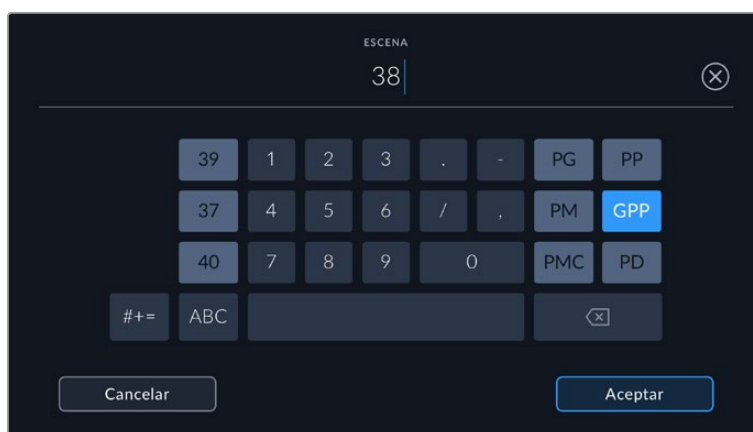 ESCENA
38
39 1 2 3 . - PG PP
37 4 5 6 / , PM GPP
40 7 8 9 0 PMC PD
#+= ABC
Cancelar Aceptar